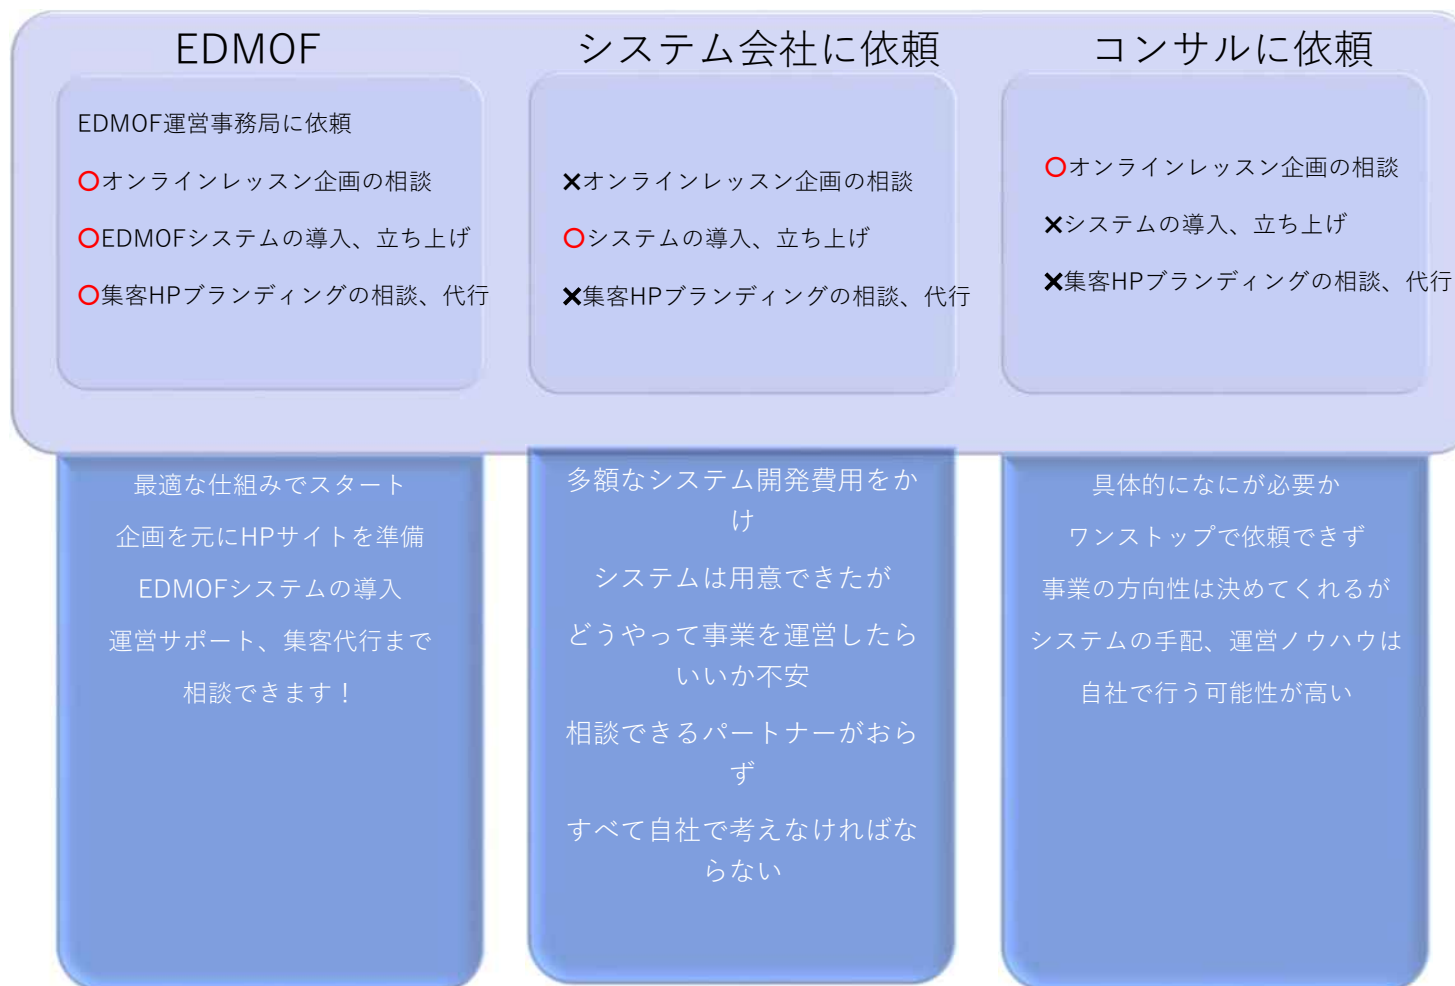 EDMOF
EDMOF運営事務局に依頼
〇オンラインレッスン企画の相談
〇EDMOFシステムの導入、立ち上げ
〇集客HPブランディングの相談、代行
最適な仕組みでスタート
企画を元にHPサイトを準備
EDMOFシステムの導入
運営サポート、集客代行まで
相談できます！
システム会社に依頼
×オンラインレッスン企画の相談
〇システムの導入、立ち上げ
×集客HPブランディングの相談、代行
多額なシステム開発費用をか
け
システムは用意できたが
どうやって事業を運営したら
いいか不安
相談できるパートナーがおら
ず
すべて自社で考えなければな
らない
コンサルに依頼
〇オンラインレッスン企画の相談
×システムの導入、立ち上げ
×集客HPブランディングの相談、代行
具体的になにが必要か
ワンストップで依頼できず
事業の方向性は決めてくれるが
システムの手配、運営ノウハウは
自社で行う可能性が高い